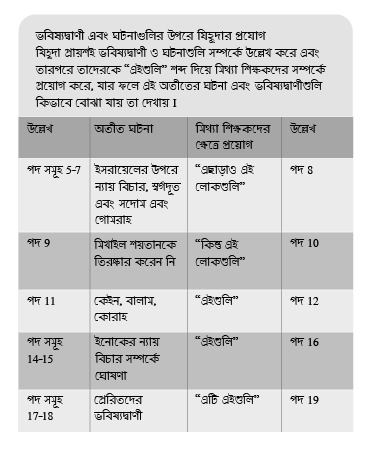 ভবিষ্যদ্বাণী এবং ঘটনাগুলির উপরে যিহূদার প্রয়োগ
যিহূদা প্রায়শই ভবিষ্যদ্বাণী ও ঘটনাগুলি সম্পর্কে উল্লেখ করে এবং
তারপরে তাদেরকে “এইগুলি” শব্দ দিয়ে মিথ্যা শিক্ষকদের সম্পর্কে
প্রয়োগ করে, যার ফলে এই অতীতের ঘটনা এবং ভবিষ্যদ্বাণীগুলি
কিভাবে বোঝা যায় তা দেখায় I
উল্লেখ অতীত ঘটনা মিথ্যা শিক্ষকদের উল্লেখ
ক্ষেত্রে প্রয়োগ
পদ সমূহ 5-7 ইসরায়েলের উপরে “এছাড়াও এই পদ 8
ন্যায় বিচার, স্বর্গদূত লোকগুলি”
এবং সদোম এবং
গোমরাহ
পদ 9 মিখাইল শয়তানকে “কিন্তু এই পদ 10
তিরষ্কার করেন নি লোকগুলি”
পদ 11 কেইন, বালাম, “এইগুলি” পদ 12
কোরাহ
পদ সমূহ ইনোকের ন্যায় “এইগুলি” পদ 16
14-15 বিচার সম্পর্কে
ঘোষণা
পদ সমূহ প্রেরিতদের “এটি এইগুলি” পদ 19
17-18 ভবিষ্যদ্বাণী